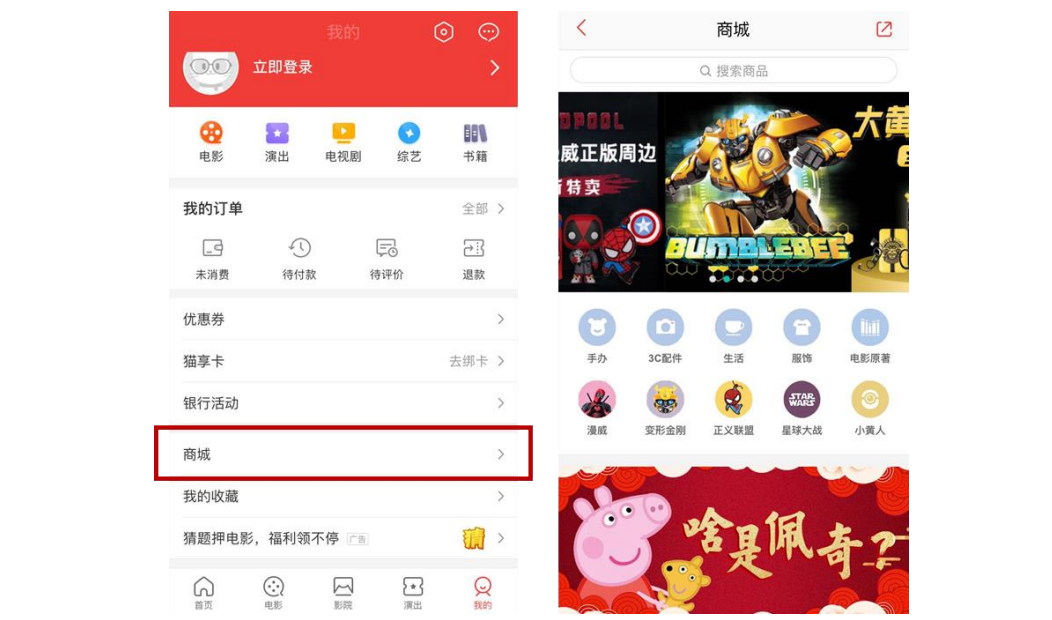 我的
立即登录
电影
演出
电视剧
综艺
书籍
我的订单
全部
未消费
待付款
待评价
退款
优惠券
猫享卡
去绑卡
银行活动
商城
我的收藏
猜题押电影，福利领不停 广告
猜
首页
电影
影院
演出
我的
商城
搜索商品
DPOOL
威正版周边
特卖
大黄
BUMBLEBEE
手办
3C配件
生活
服饰
电影原著
STAR
WARS
漫威
变形金刚
正义联盟
星球大战
小黄人
啥是佩奇?